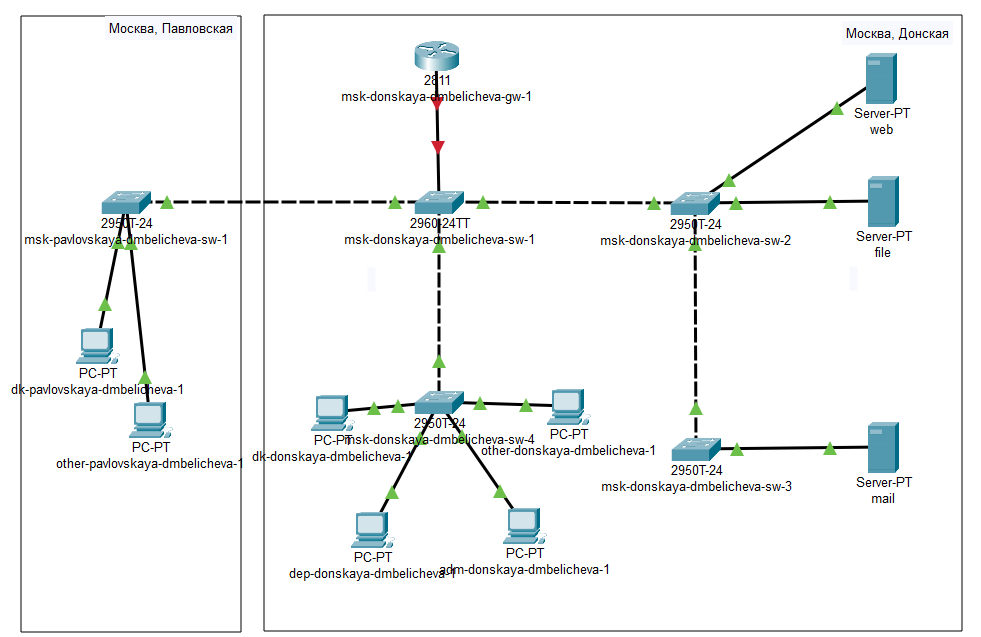 Москва, Павловская
Москва, Донская
2811
msk-donskaya-dmbelicheva-gw-1
Server-PT
web
2950T-24
msk-pavlovskaya-dmbelicheva-sw-1
2960-24TT
msk-donskaya-dmbelicheva-sw-1
2950T-24
msk-donskaya-dmbelicheva-sw-2
Server-PT
file
PC-PT
dk-pavlovskaya-dmbelicheva-1
PC-PT
other-pavlovskaya-dmbelicheva-1
2950T-24
msk-donskaya-dmbelicheva-sw-4
PC-PT
dk-donskaya-dmbelicheva-1
PC-PT
other-donskaya-dmbelicheva-1
2950T-24
msk-donskaya-dmbelicheva-sw-3
Server-PT
mail
PC-PT
dep-donskaya-dmbelicheva-1
PC-PT
adm-donskaya-dmbelicheva-1